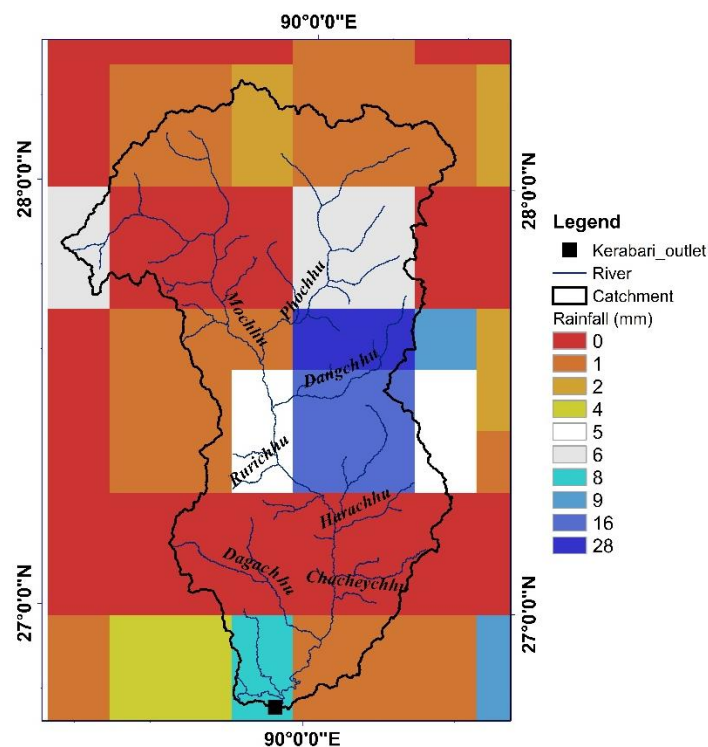 90°0'0"E
28°0'0"N
28°0'0"N
Legend
Kerabari_outlet
River
Catchment
Rainfall (mm)
0
1
2
4
5
6
8
9
16
28
Phochhu
Mochhu
Dangchhu
Rurichhu
Harachhu
Dagachhu
Chacheychhu
27°0'0"N
27°0'0"N
90°0'0"E